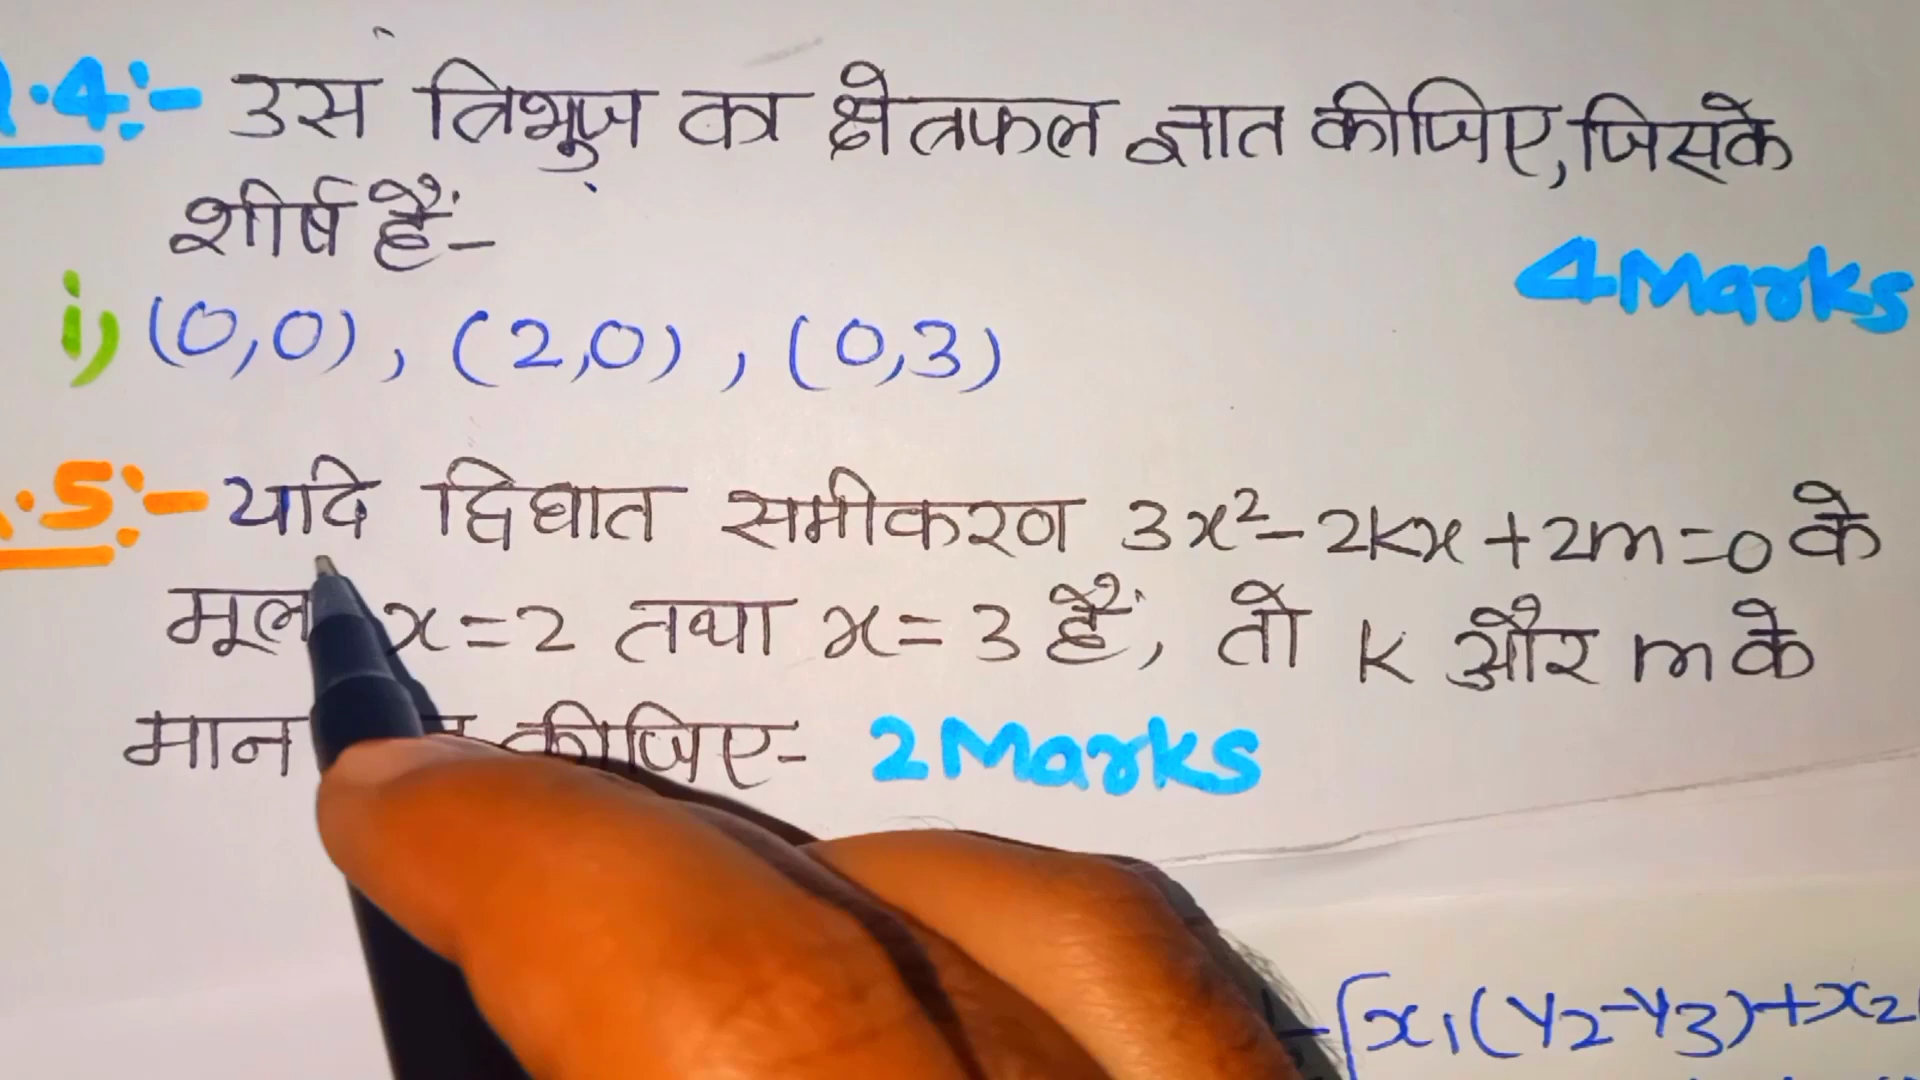 .4:- उस त्रिभुज का क्षेत्रफल ज्ञात कीजिए, जिसके
शीर्ष हैं-
4 Marks
i) (0,0), (2,0), (0,3)
.5:- यदि द्विघात समीकरण 3x²-2kx+2m=0 के
मूल x=2 तथा x=3 हैं, तो k और m के
मान कीजिए- 2 Marks
[x₁(y₂-y₃)+x₂